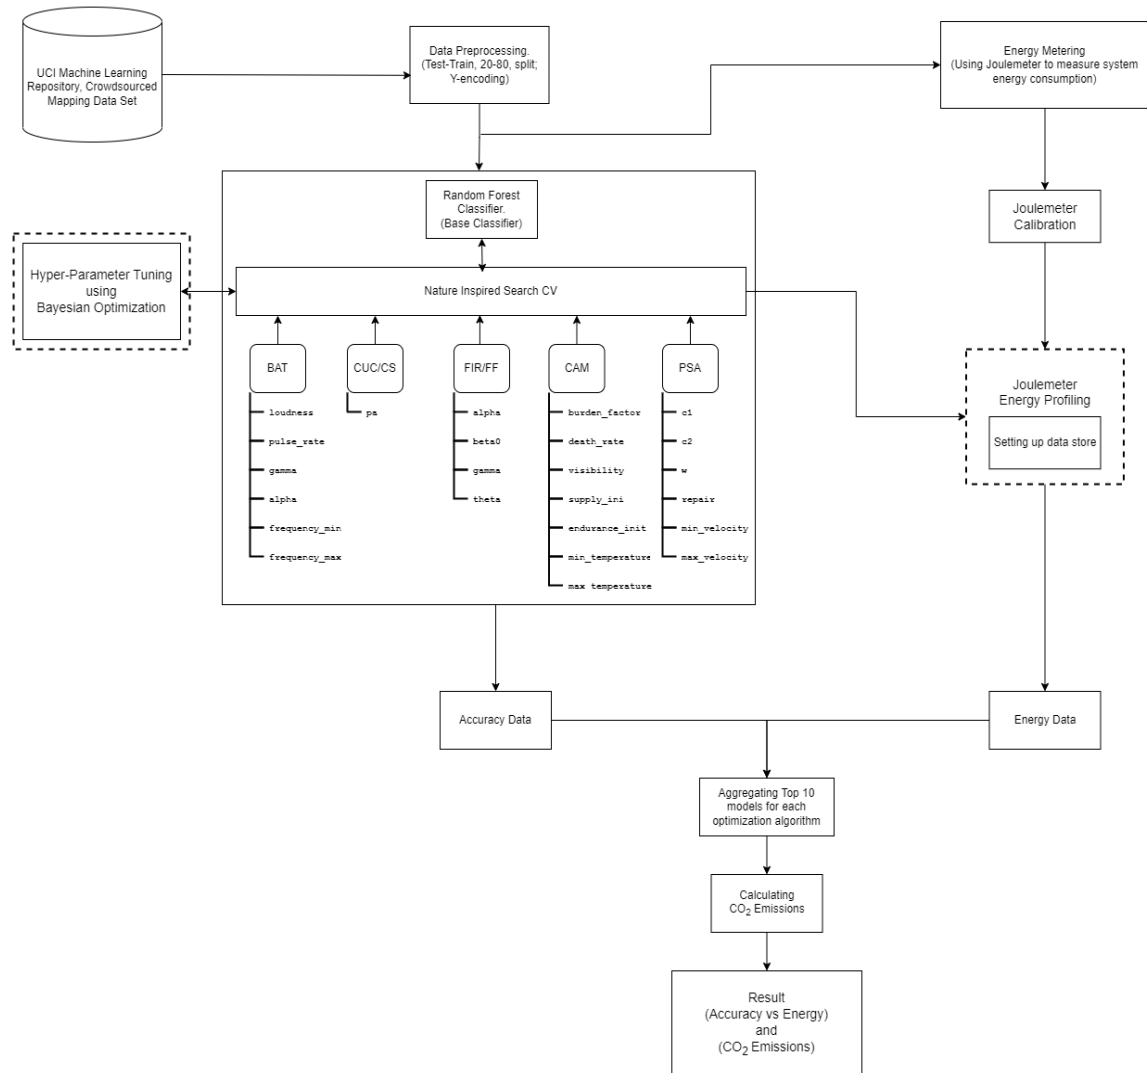 UCI Machine Learning
Repository, Crowdsourced
Mapping Data Set
Data Preprocessing.
(Test-Train, 20-80, split;
Y-encoding)
Energy Metering
(Using Joulemeter to measure system
energy consumption)
Random Forest
Classifier.
(Base Classifier)
Joulemeter
Calibration
Hyper-Parameter Tuning
using
Bayesian Optimization
Nature Inspired Search CV
BAT
CUC/CS
FIR/FF
CAM
PSA
loudness
pulse_rate
gamma
alpha
frequency_min
frequency_max
pa
alpha
beta0
gamma
theta
burden_factor
death_rate
visibility
supply_ini
endurance_init
min_temperature
max temperature
c1
c2
w
repair
min_velocity
max_velocity
Joulemeter
Energy Profiling
Setting up data store
Accuracy Data
Energy Data
Aggregating Top 10
models for each
optimization algorithm
Calculating
CO2 Emissions
Result
(Accuracy vs Energy)
and
(CO2 Emissions)